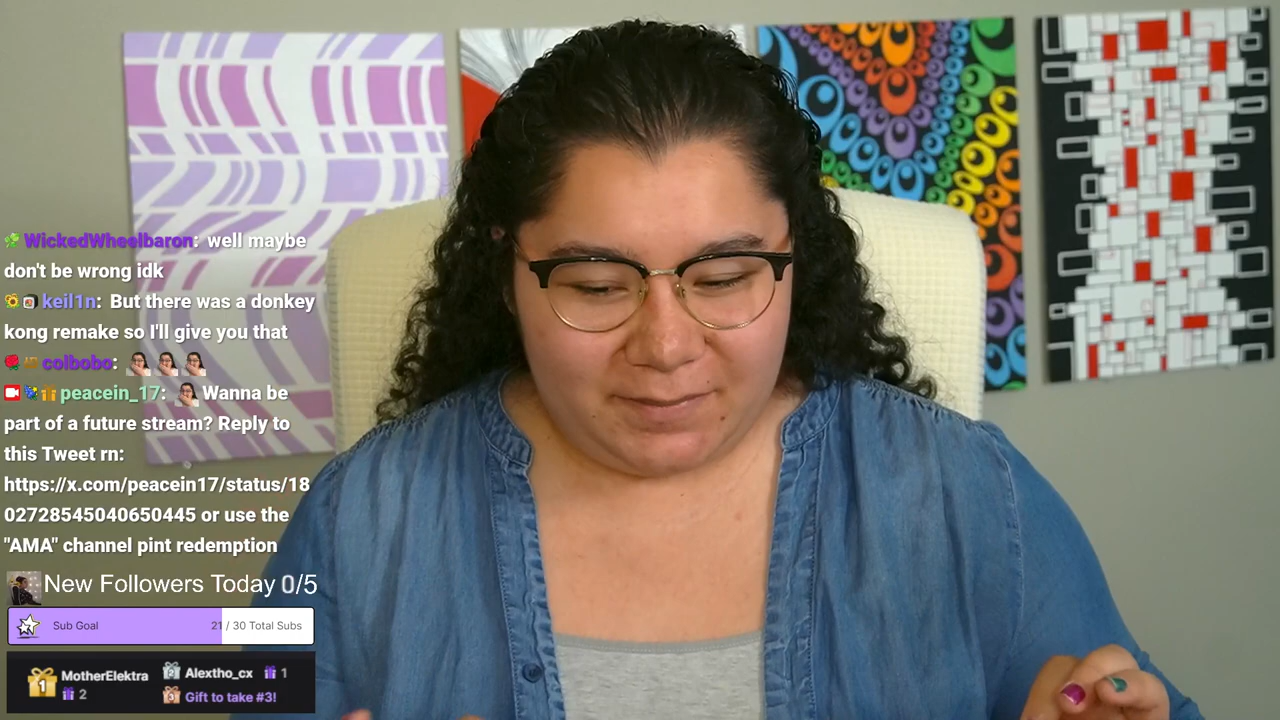 WickedWheelbaron: well maybe
don't be wrong idk
keil1n: But there was a donkey
kong remake so I'll give you that
colbobo:
peacein_17: Wanna be
part of a future stream? Reply to
this Tweet rn:
https://x.com/peacein17/status/18
02728545040650445 or use the
"AMA" channel pint redemption
New Followers Today 0/5
Sub Goal 21 / 30 Total Subs
1 MotherElektra 2
2 Alextho_cx 1
3 Gift to take #3!